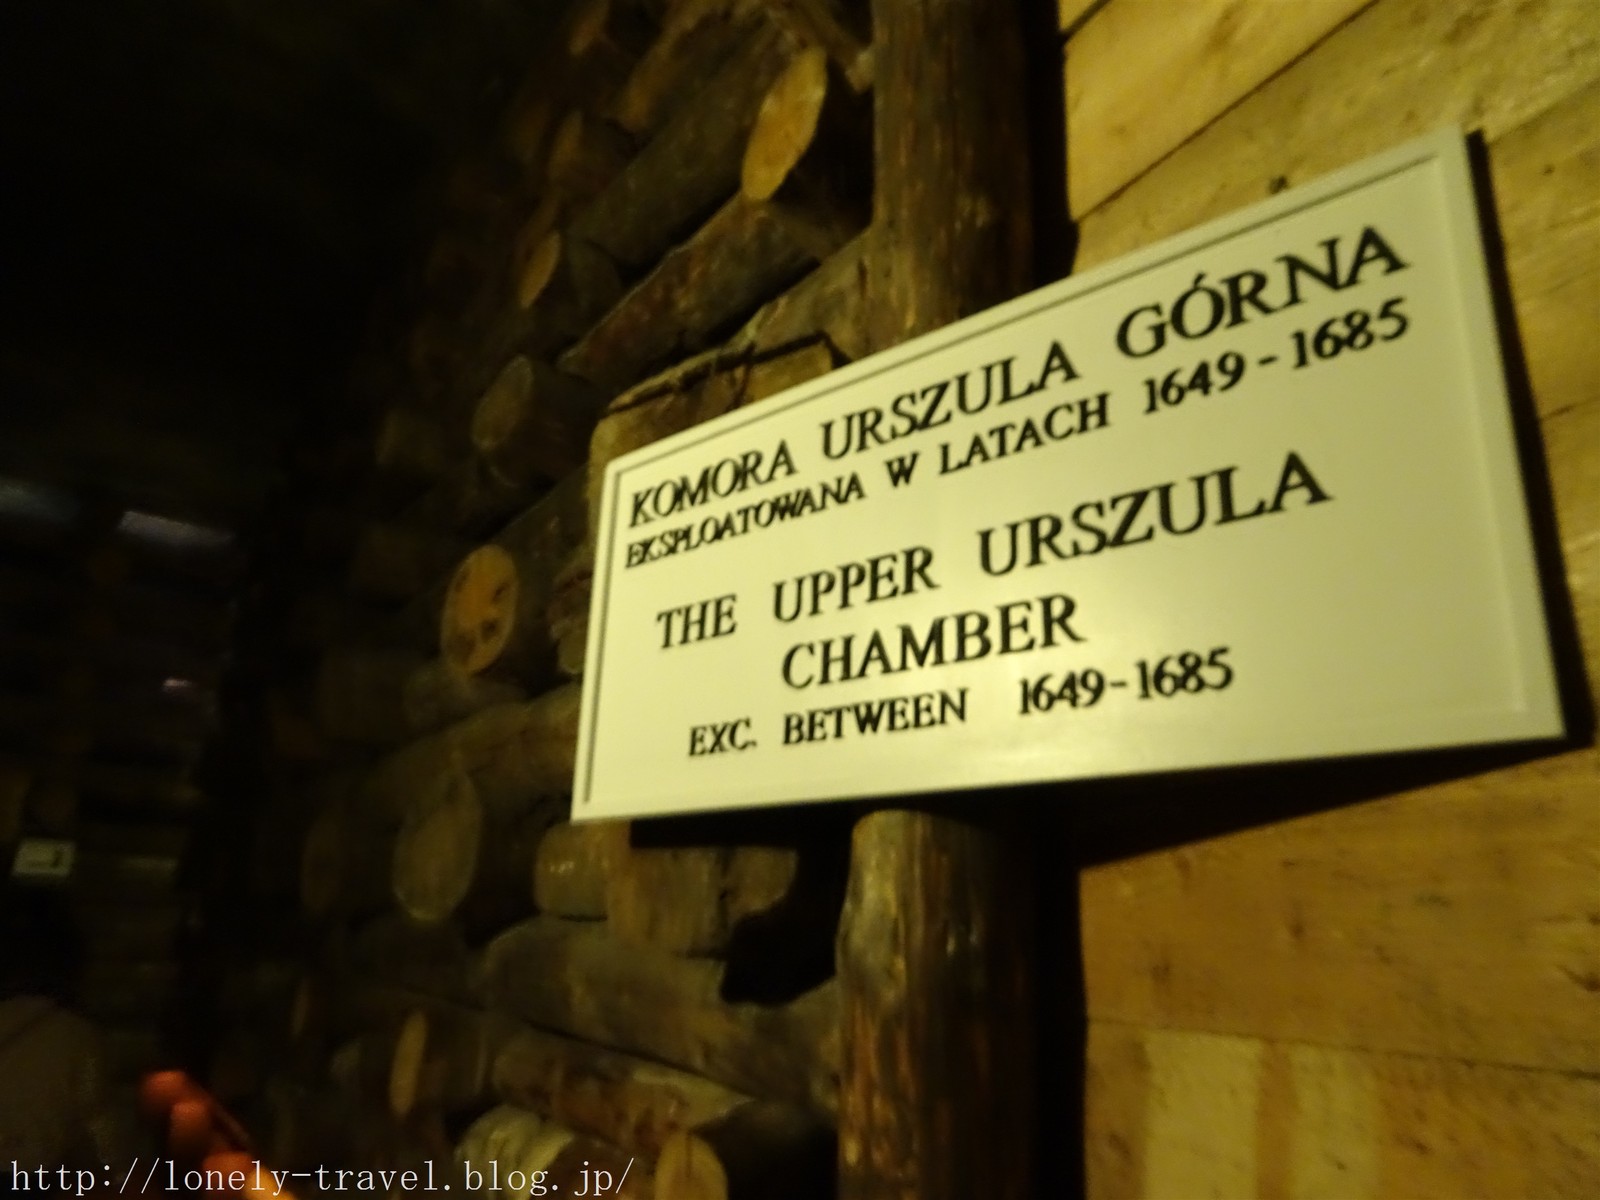 KOMORA URSZULA GÓRNA
EKSPLOATOWANA W LATACH 1649 - 1685
THE UPPER URSZULA
CHAMBER
EXC. BETWEEN 1649-1685
http://lonely-travel.blog.jp/